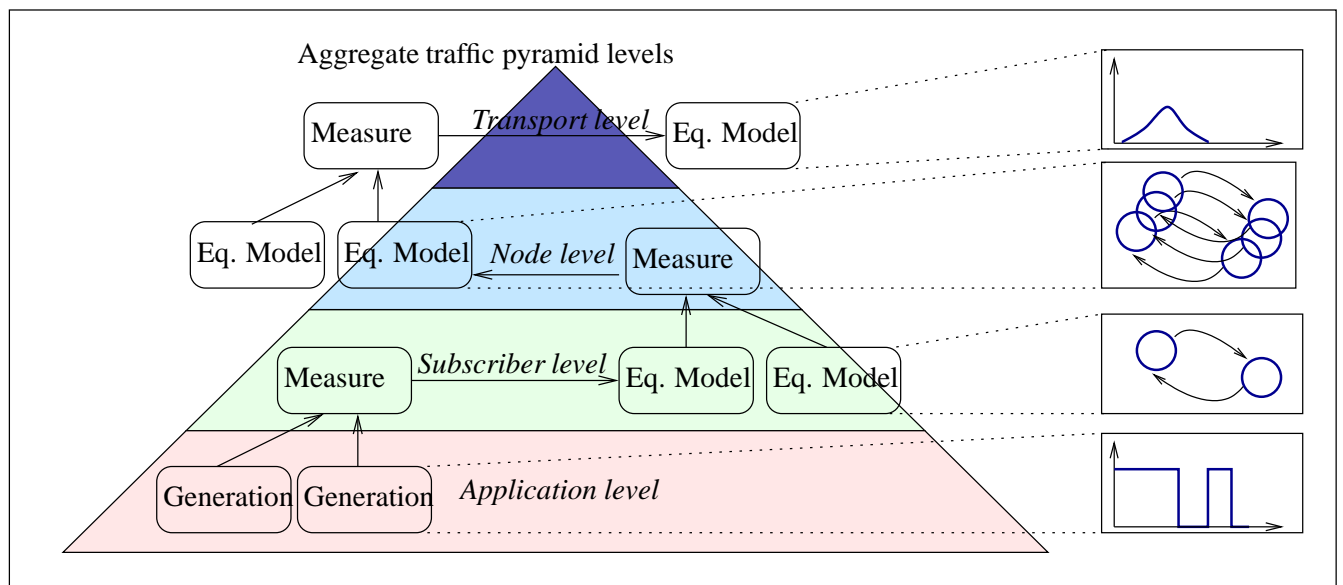 Aggregate traffic pyramid levels
Measure
Transport level
Eq. Model
Eq. Model
Eq. Model
Node level
Measure
Measure
Subscriber level
Eq. Model
Eq. Model
Generation
Generation
Application level